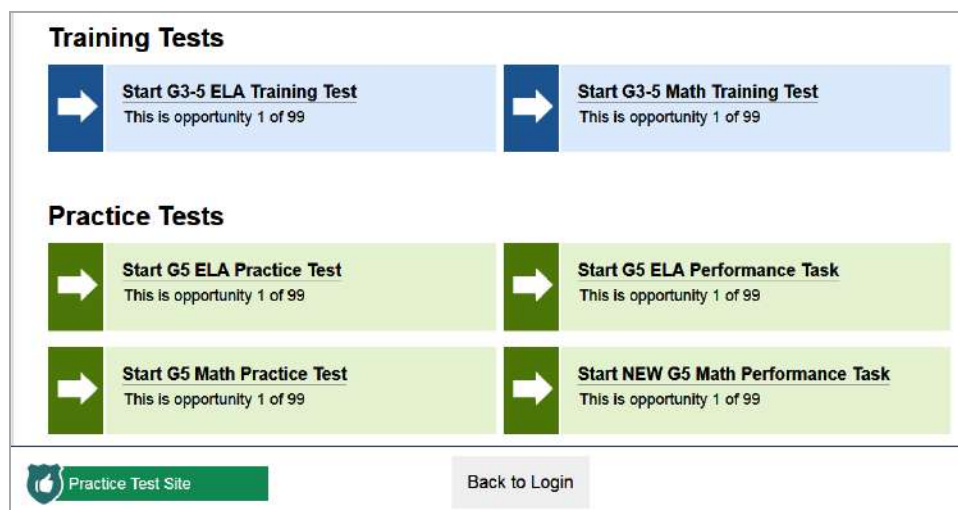 Training Tests
Start G3-5 ELA Training Test
This is opportunity 1 of 99
Start G3-5 Math Training Test
This is opportunity 1 of 99
Practice Tests
Start G5 ELA Practice Test
This is opportunity 1 of 99
Start G5 ELA Performance Task
This is opportunity 1 of 99
Start G5 Math Practice Test
This is opportunity 1 of 99
Start NEW G5 Math Performance Task
This is opportunity 1 of 99
Practice Test Site
Back to Login